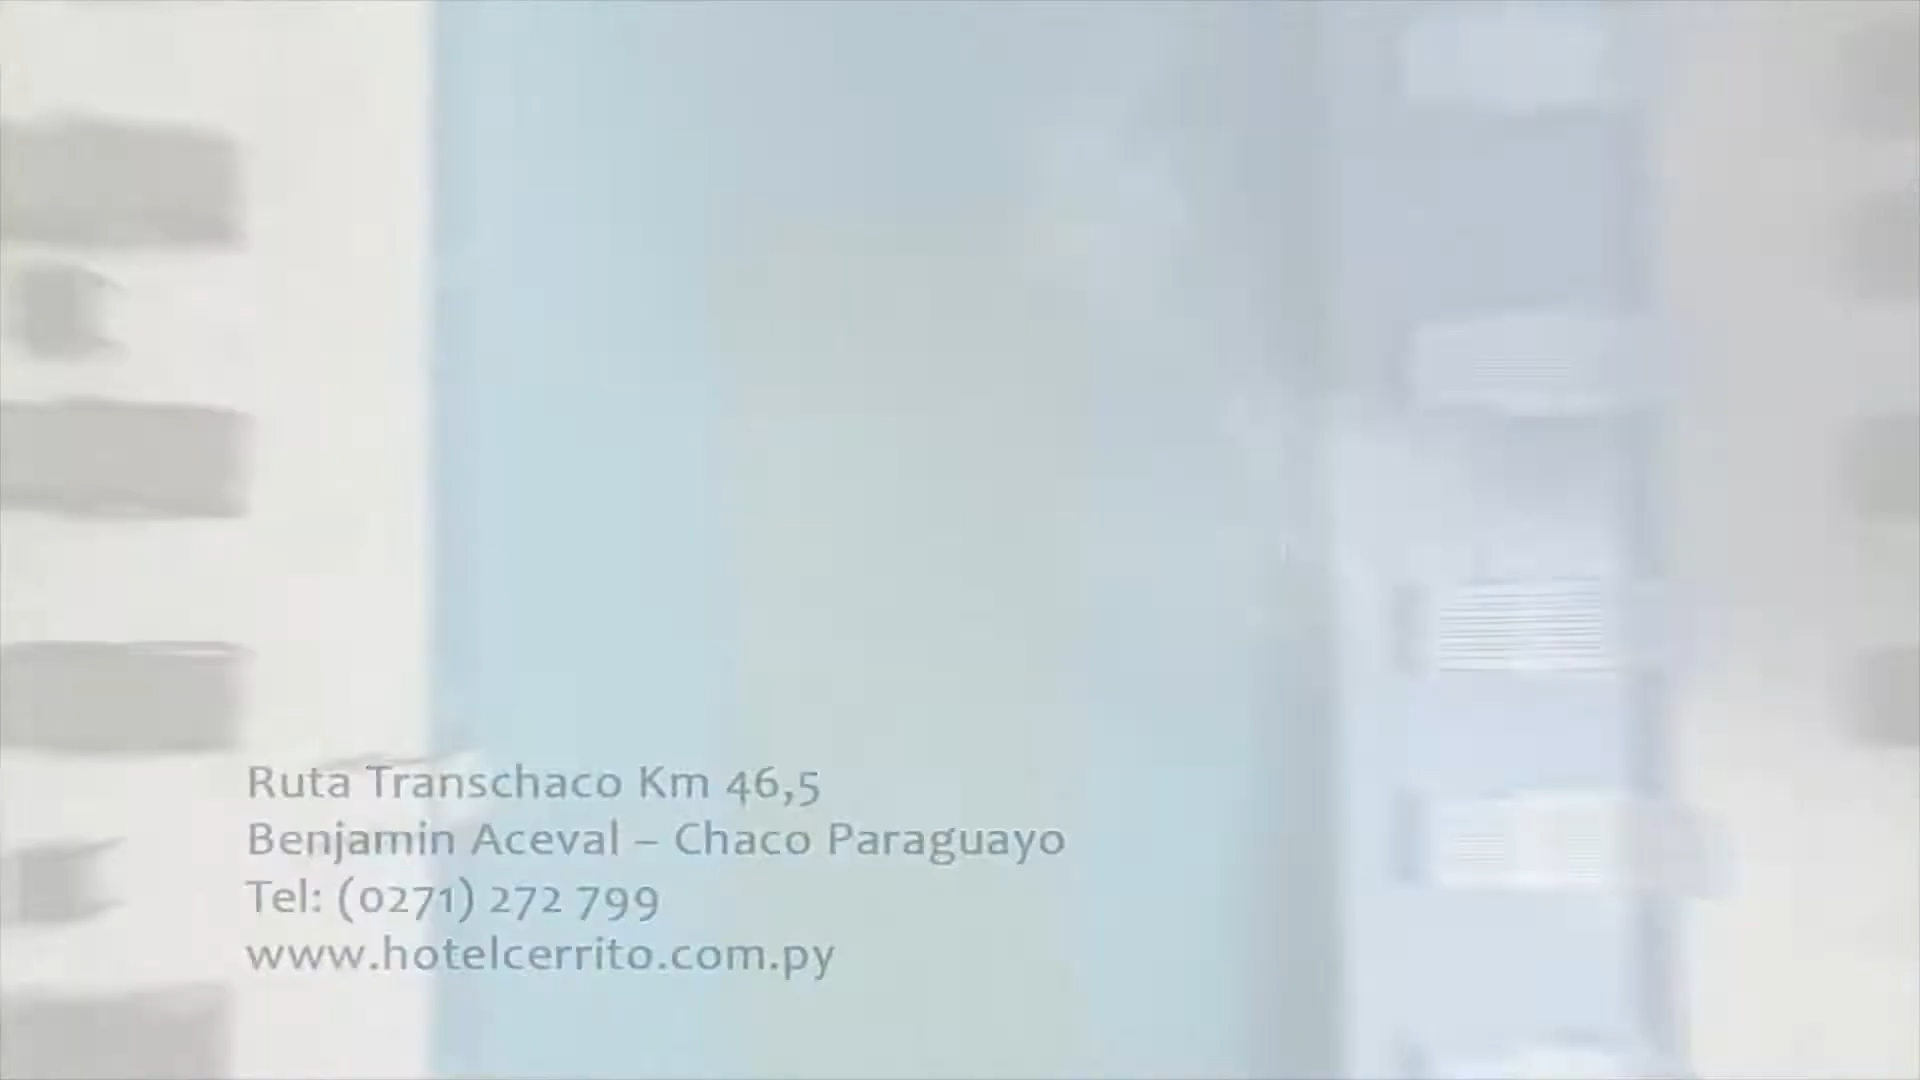 Ruta Transchaco Km 46,5
Benjamin Aceval – Chaco Paraguayo
Tel: (0271) 272 799
www.hotelcerrito.com.py